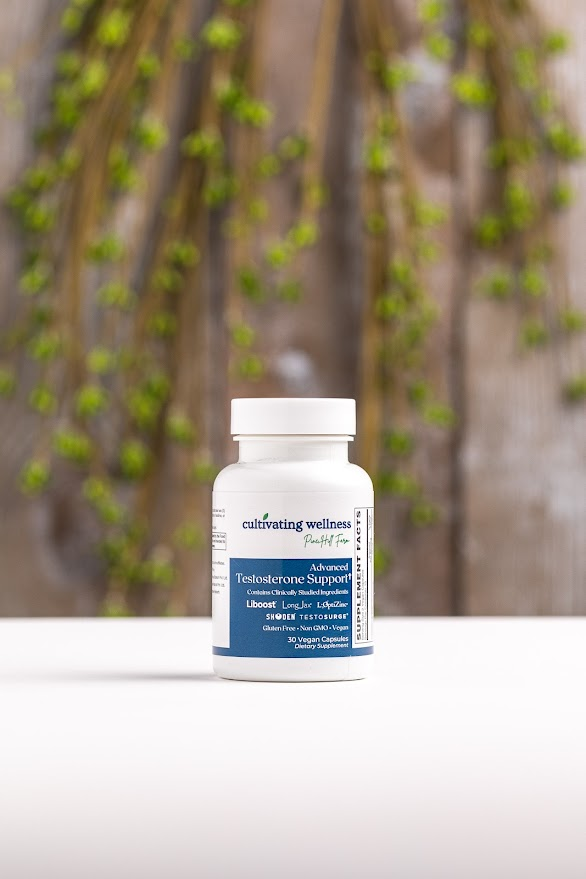 cultivating wellness
Pine Hill Farm
Advanced
Testosterone Support†
Contains Clinically Studied Ingredients
Liboost® LongJax® L-OptiZinc®
SHODEN® TESTOSURGE®
Gluten Free • Non GMO • Vegan
30 Vegan Capsules
Dietary Supplement
SUPPLEMENT FACTS